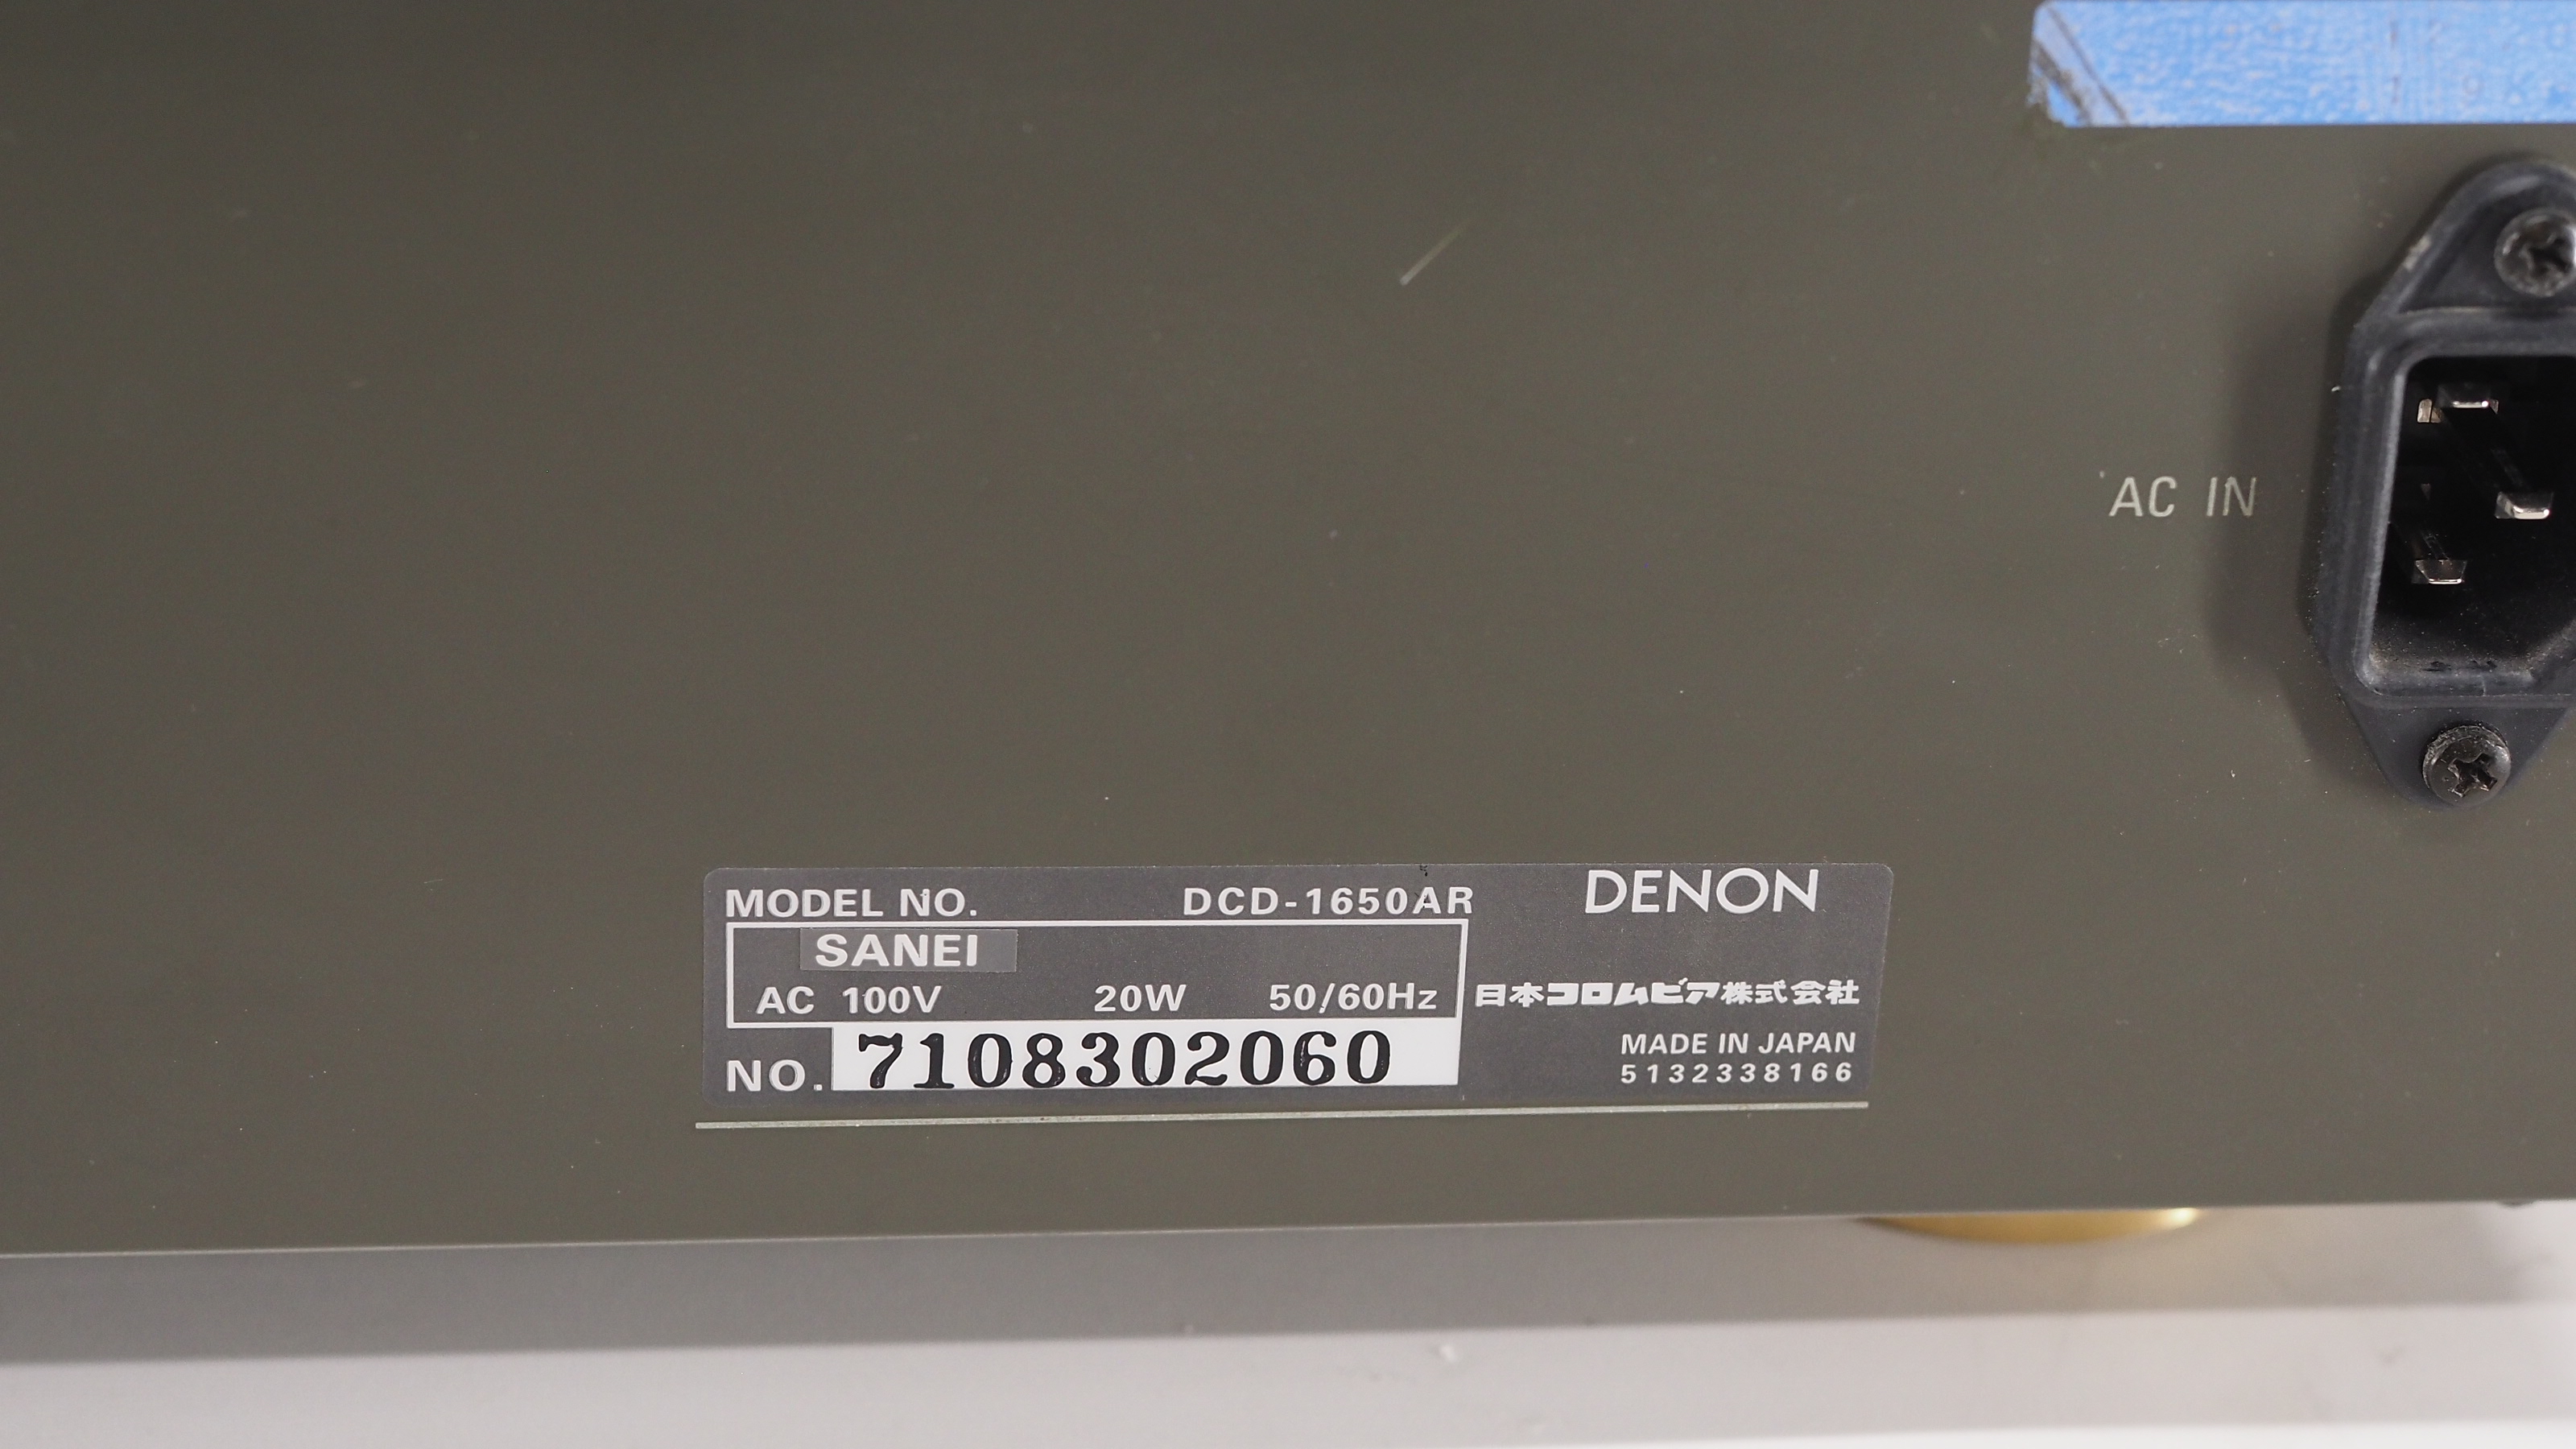 AC IN
MODEL NO. DCD-1650AR
DENON
SANEI
AC 100V 20W 50/60Hz
日本コロムビア株式会社
NO. 7108302060
MADE IN JAPAN
5132338166